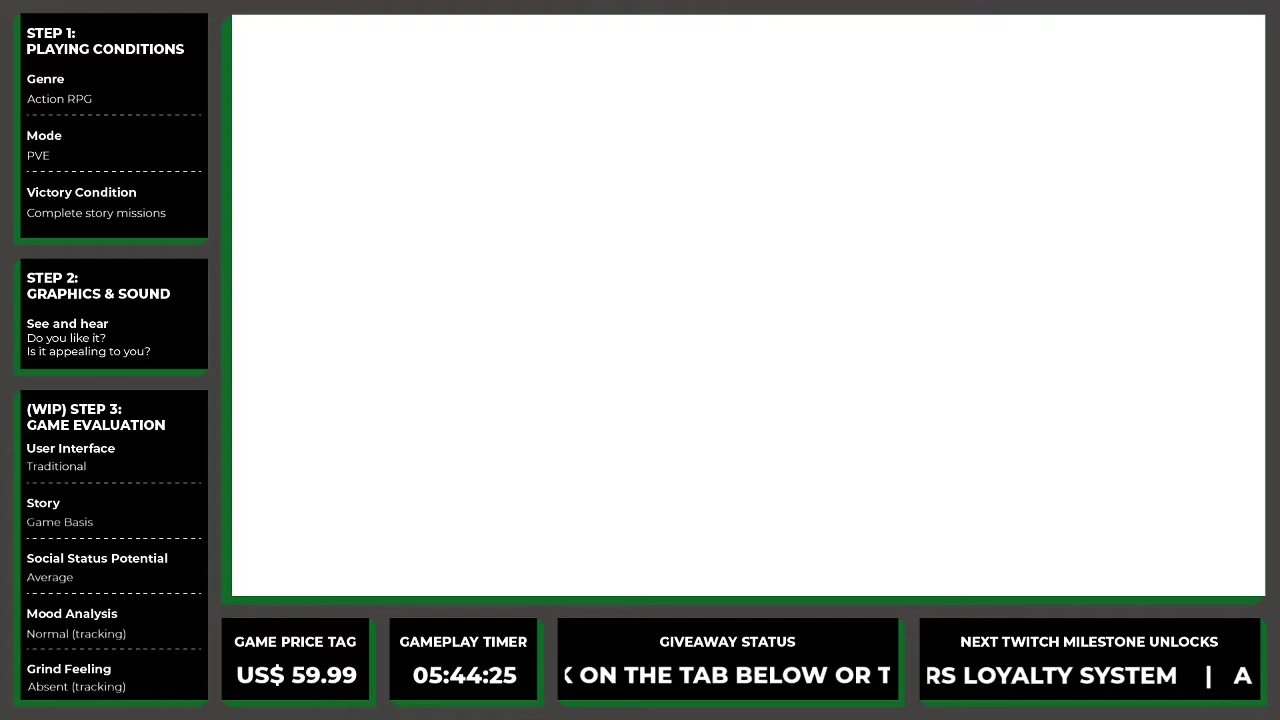 STEP 1:
PLAYING CONDITIONS
Genre
Action RPG
Mode
PVE
Victory Condition
Complete story missions
STEP 2:
GRAPHICS & SOUND
See and hear
Do you like it?
Is it appealing to you?
(WIP) STEP 3:
GAME EVALUATION
User Interface
Traditional
Story
Game Basis
Social Status Potential
Average
Mood Analysis
Normal (tracking)
Grind Feeling
Absent (tracking)
GAME PRICE TAG
US$ 59.99
GAMEPLAY TIMER
05:44:25
GIVEAWAY STATUS
ON THE TAB BELOW OR T
NEXT TWITCH MILESTONE UNLOCKS
RS LOYALTY SYSTEM | A